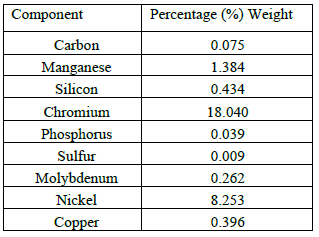 Component Percentage (%) Weight
Carbon 0.075
Manganese 1.384
Silicon 0.434
Chromium 18.040
Phosphorus 0.039
Sulfur 0.009
Molybdenum 0.262
Nickel 8.253
Copper 0.396